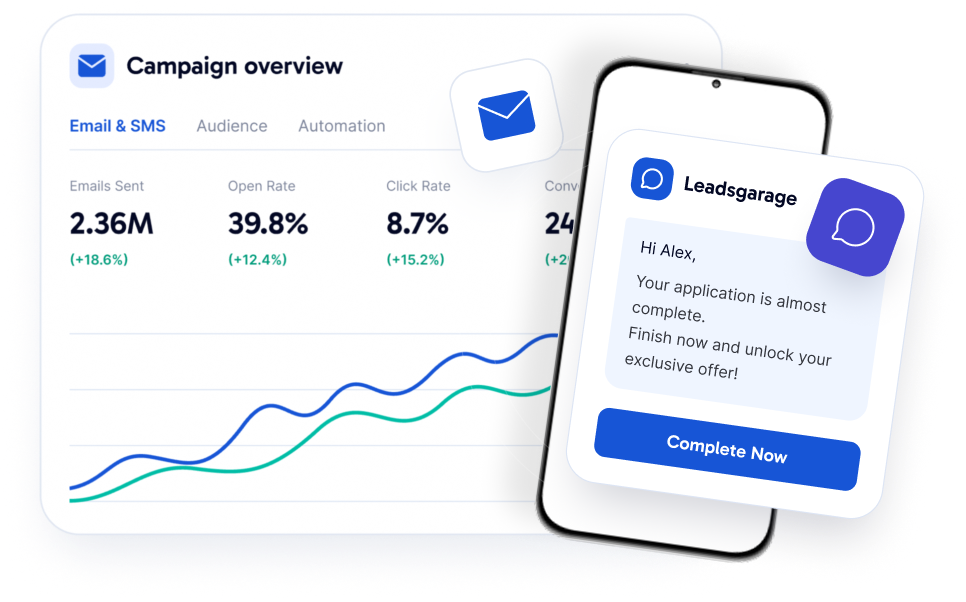 Campaign overview
Email & SMS Audience Automation
Emails Sent Open Rate Click Rate
2.36M 39.8% 8.7%
(+18.6%) (+12.4%) (+15.2%)
Leadsgarage
Hi Alex,
Your application is almost
complete.
Finish now and unlock your
exclusive offer!
Complete Now